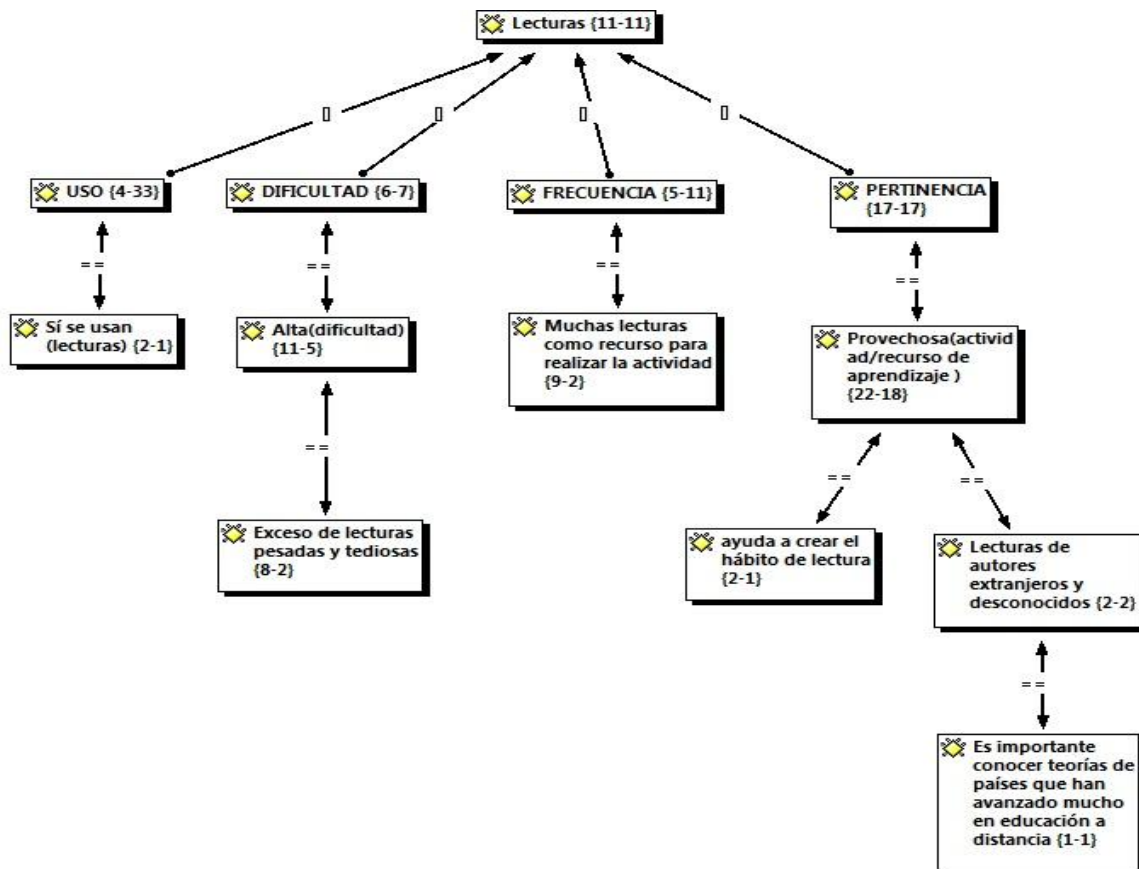 Lecturas {11-11}
[]
[]
[]
[]
USO {4-33}
DIFICULTAD {6-7}
FRECUENCIA {5-11}
PERTINENCIA
{17-17}
==
==
==
==
Sí se usan
(lecturas) {2-1}
Alta(dificultad)
{11-5}
Muchas lecturas
como recurso para
realizar la actividad
{9-2}
Provechosa(activid
ad/recurso de
aprendizaje )
{22-18}
==
==
==
Exceso de lecturas
pesadas y tediosas
{8-2}
ayuda a crear el
hábito de lectura
{2-1}
Lecturas de
autores
extranjeros y
desconocidos {2-2}
==
Es importante
conocer teorías de
países que han
avanzado mucho
en educación a
distancia {1-1}